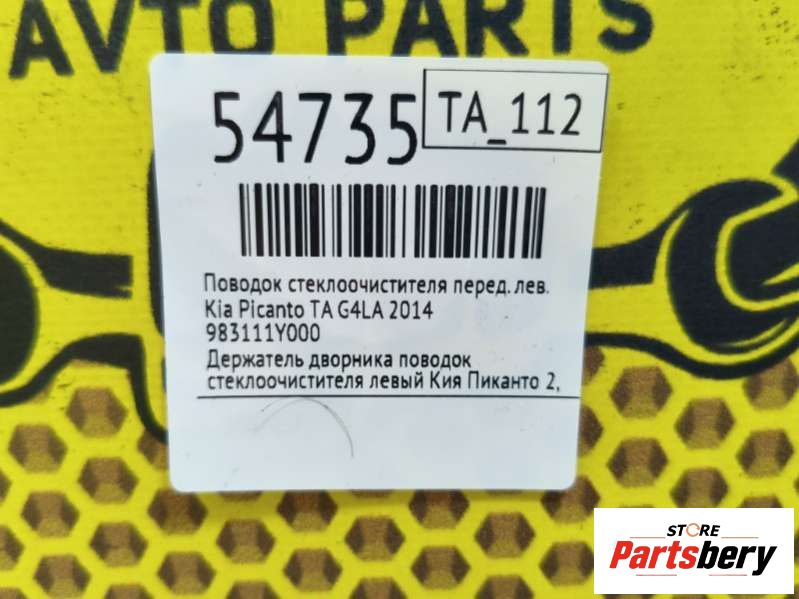 AVTO PARTS
54735
TA_112
Поводок стеклоочистителя перед. лев.
Kia Picanto TA G4LA 2014
983111Y000
Держатель дворника поводок
стеклоочистителя левый Кия Пиканто 2,
STORE
Partsbery